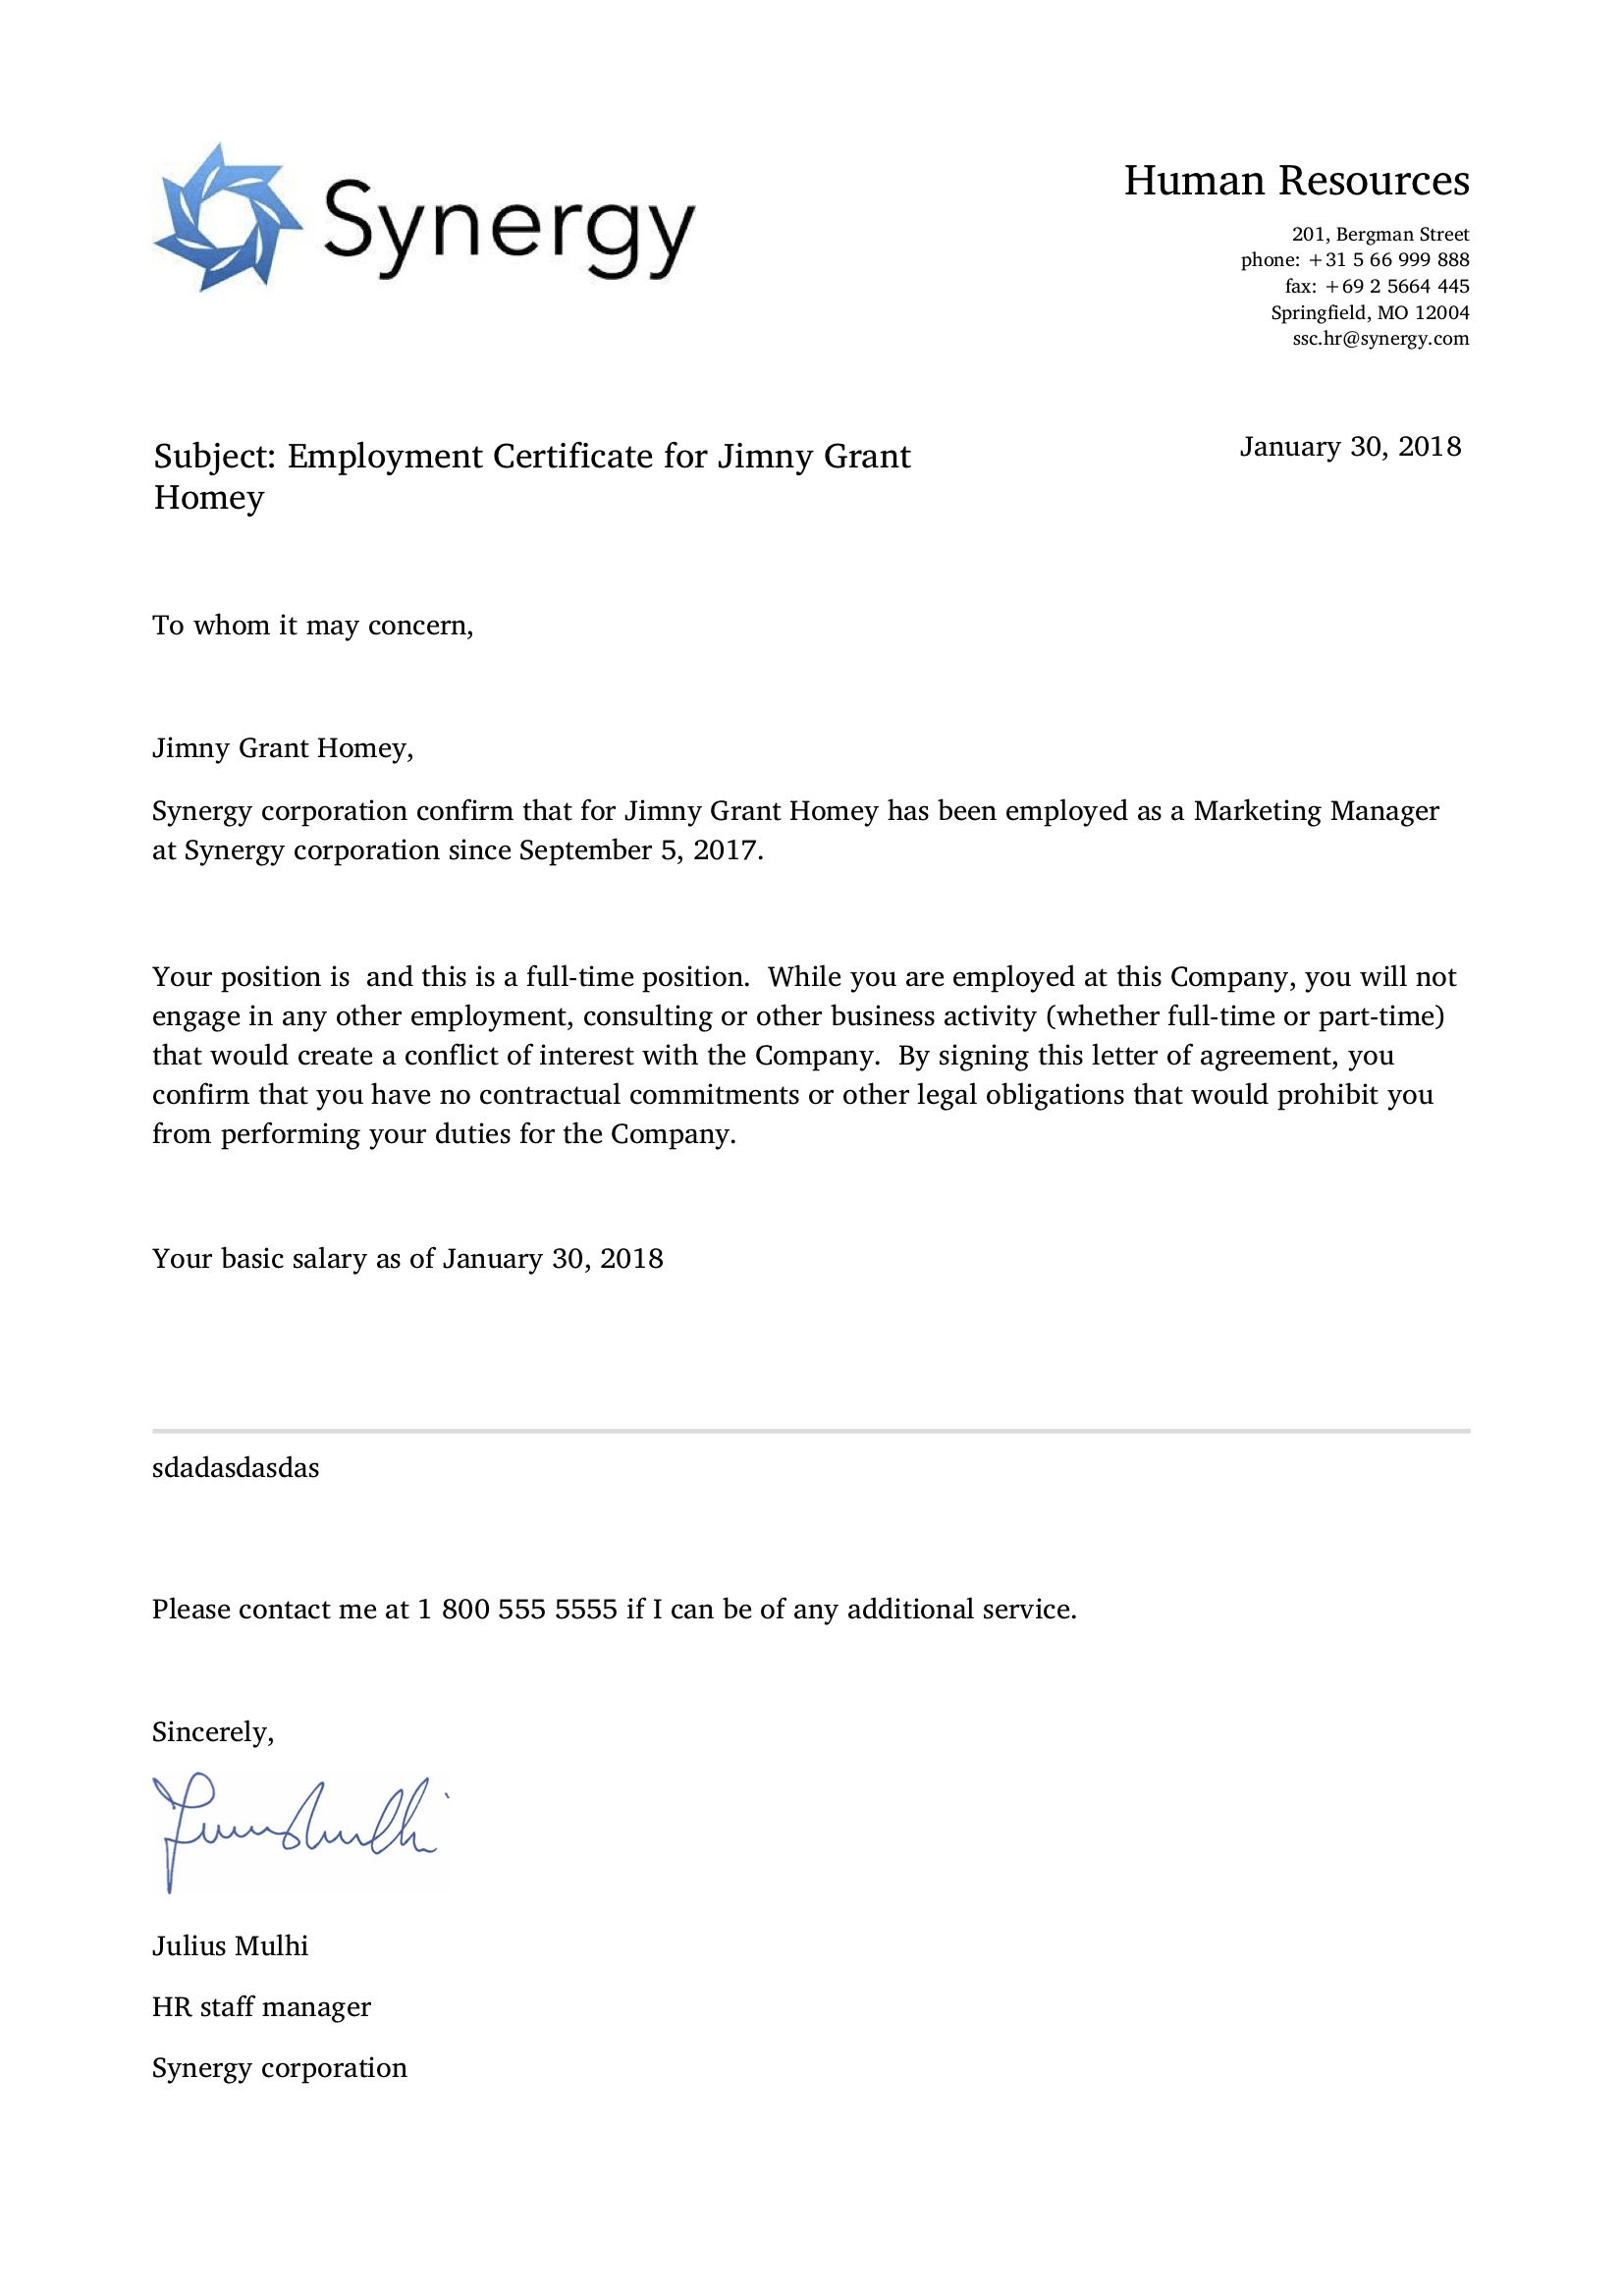 Synergy
Human Resources
201, Bergman Street
phone: +31 5 66 999 888
fax: +69 2 5664 445
Springfield, MO 12004
ssc.hr@synergy.com
Subject: Employment Certificate for Jimny Grant
Homey
January 30, 2018
To whom it may concern,
Jimny Grant Homey,
Synergy corporation confirm that for Jimny Grant Homey has been employed as a Marketing Manager
at Synergy corporation since September 5, 2017.
Your position is  and this is a full-time position.  While you are employed at this Company, you will not
engage in any other employment, consulting or other business activity (whether full-time or part-time)
that would create a conflict of interest with the Company.  By signing this letter of agreement, you
confirm that you have no contractual commitments or other legal obligations that would prohibit you
from performing your duties for the Company.
Your basic salary as of January 30, 2018
sdadasdasdas
Please contact me at 1 800 555 5555 if I can be of any additional service.
Sincerely,
Julius Mulhi
HR staff manager
Synergy corporation